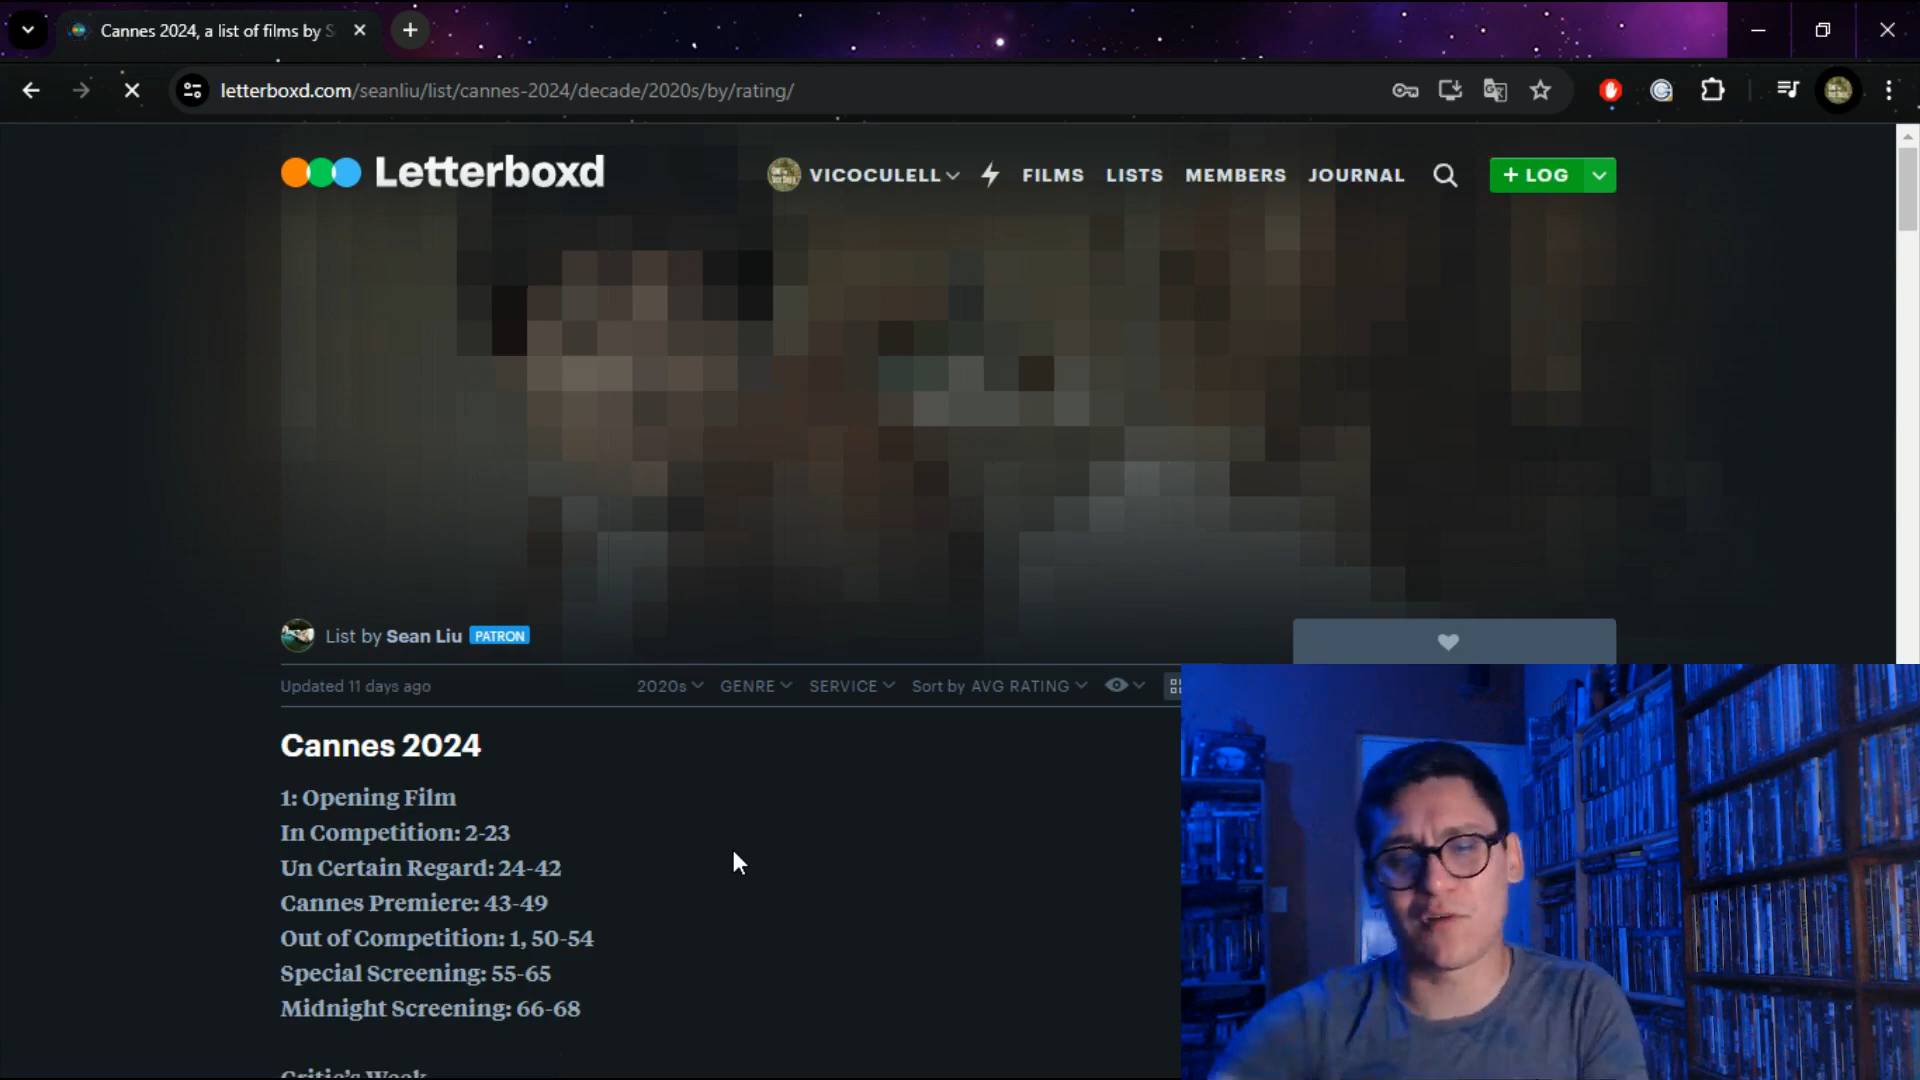 Cannes 2024, a list of films by S
letterboxd.com/seanliu/list/cannes-2024/decade/2020s/by/rating/
Letterboxd
VICOCULELL
FILMS
LISTS
MEMBERS
JOURNAL
+ LOG
List by Sean Liu PATRON
Updated 11 days ago
2020s
GENRE
SERVICE
Sort by AVG RATING
Cannes 2024
1: Opening Film
In Competition: 2-23
Un Certain Regard: 24-42
Cannes Premiere: 43-49
Out of Competition: 1, 50-54
Special Screening: 55-65
Midnight Screening: 66-68
Critic's Week